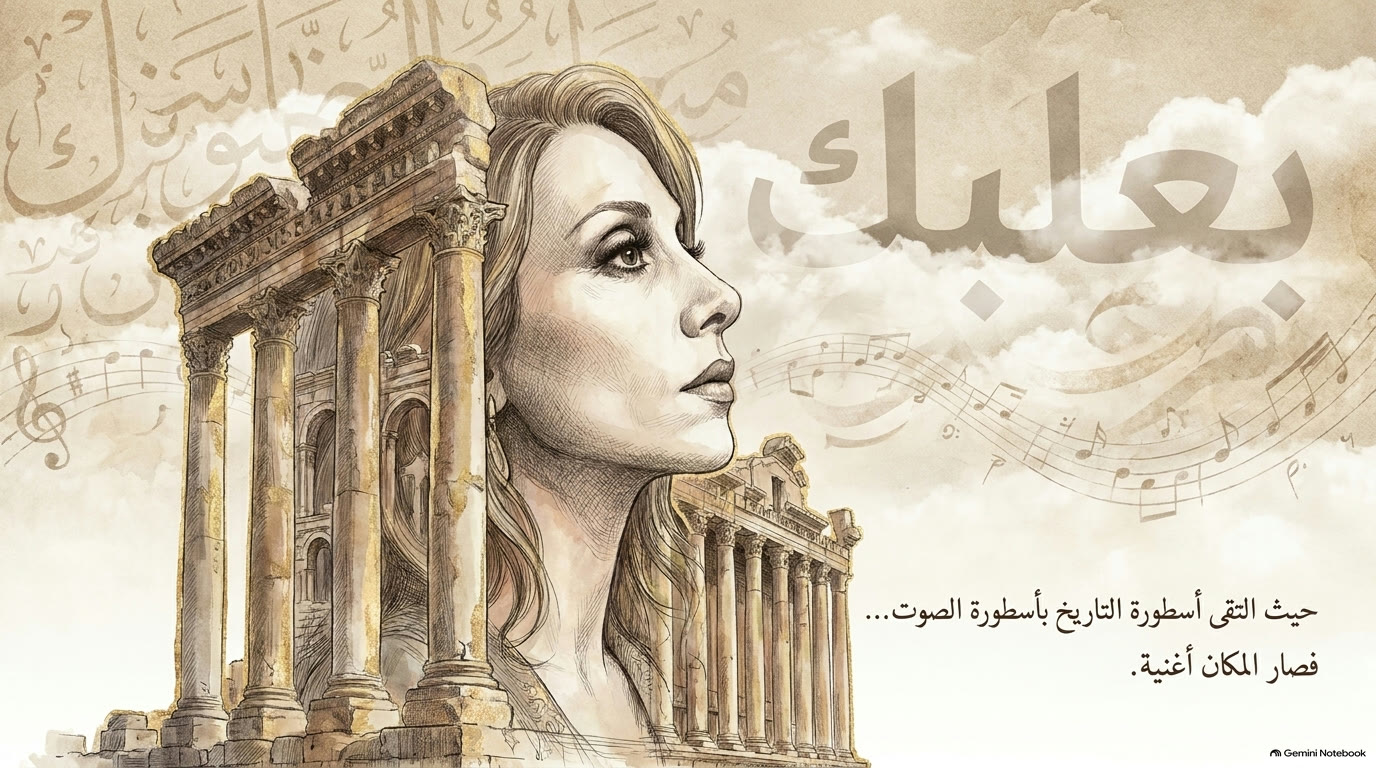 بعلبك
حيث التقى أسطورة التاريخ بأسطورة الصوت...
فصار المكان أغنية.
Gemini Notebook